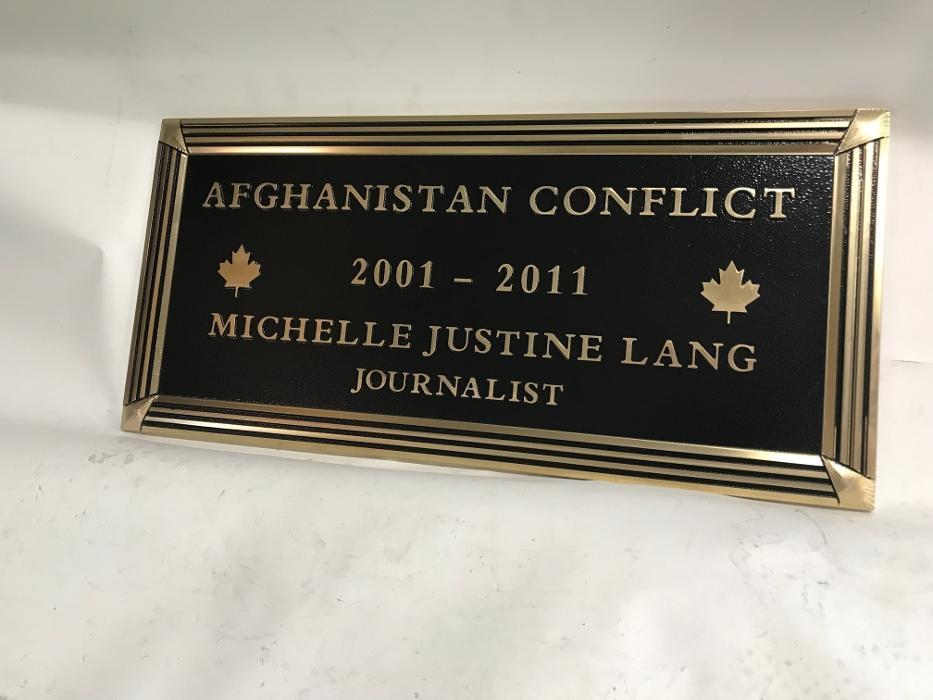 AFGHANISTAN CONFLICT
2001 – 2011
MICHELLE JUSTINE LANG
JOURNALIST